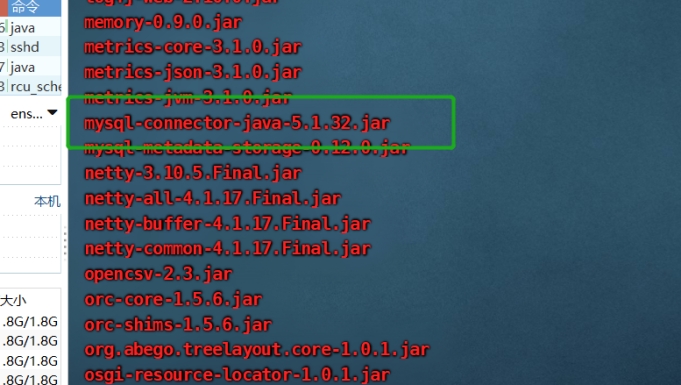 命令
java
sshd
java
rcu_sche
ens...
本机
大小
.8G/1.8G
.8G/1.8G
.8G/1.8G
.8G/1.8G
memory-0.9.0.jar
metrics-core-3.1.0.jar
metrics-json-3.1.0.jar
metrics-jvm-3.1.0.jar
mysql-connector-java-5.1.32.jar
mysql-metadata-storage-0.12.0.jar
netty-3.10.5.Final.jar
netty-all-4.1.17.Final.jar
netty-buffer-4.1.17.Final.jar
netty-common-4.1.17.Final.jar
opencsv-2.3.jar
orc-core-1.5.6.jar
orc-shims-1.5.6.jar
org.abego.treelayout.core-1.0.1.jar
osgi-resource-locator-1.0.1.jar